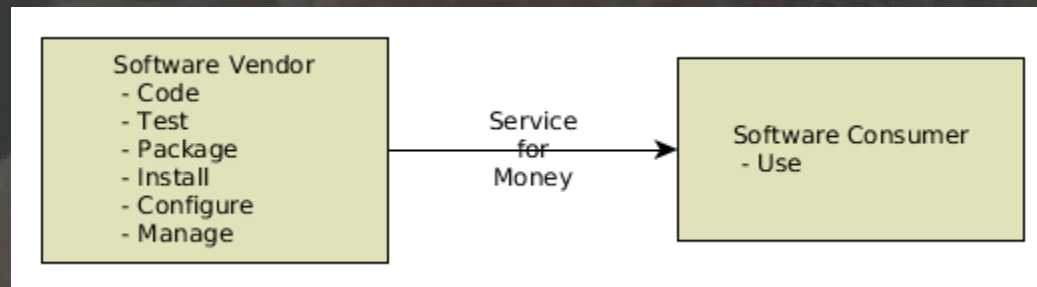 Software Vendor
- Code
- Test
- Package
- Install
- Configure
- Manage
Service
for
Money
Software Consumer
- Use